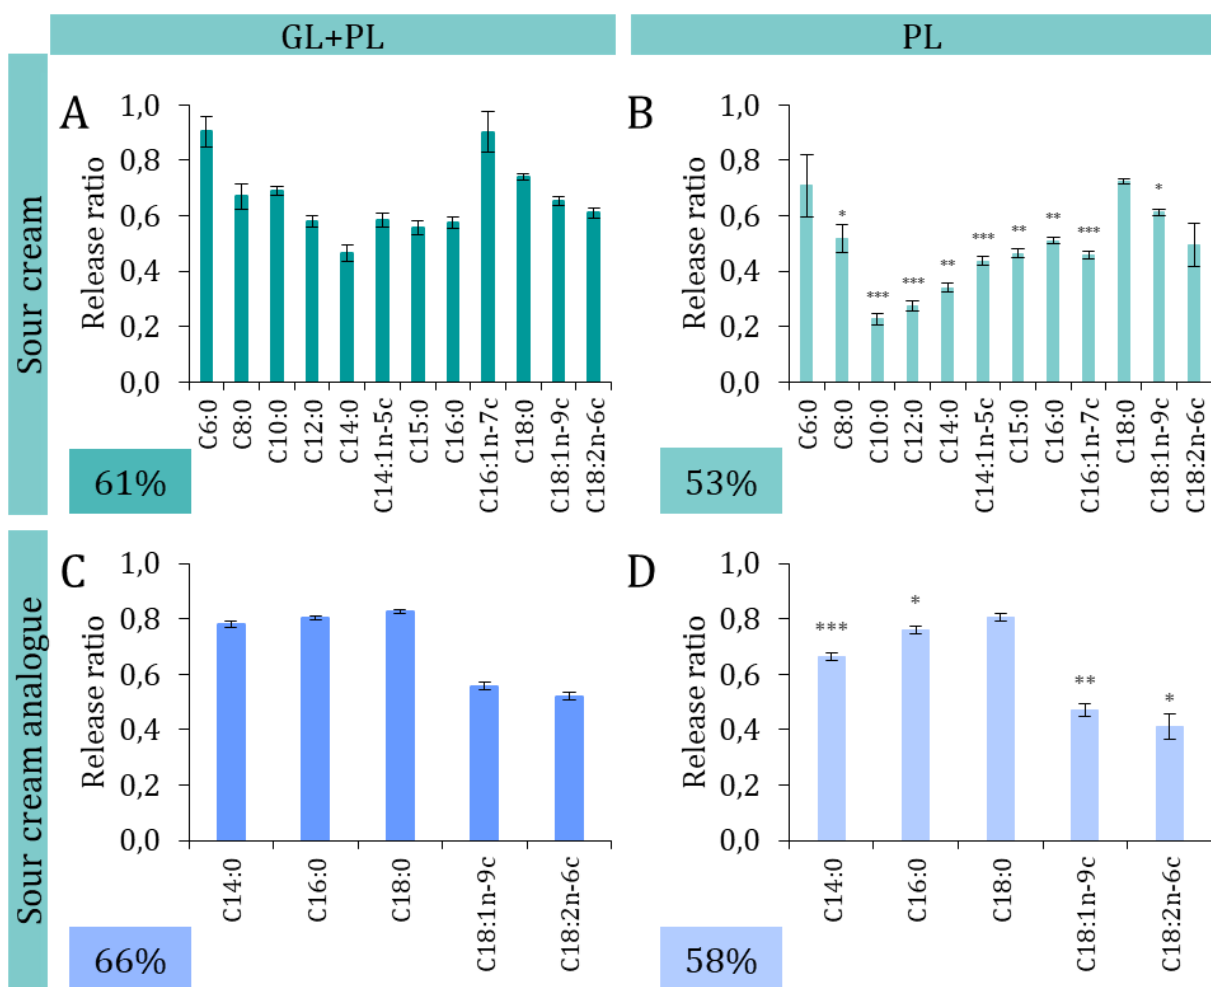 GL+PL
PL
Sour cream
A
Release ratio
1,0
0,8
0,6
0,4
0,2
0,0
C6:0
C8:0
C10:0
C12:0
C14:0
C14:1n-5c
C15:0
C16:0
C16:1n-7c
C18:0
C18:1n-9c
C18:2n-6c
61%
B
Release ratio
1,0
0,8
0,6
0,4
0,2
0,0
*
***
***
**
***
**
**
***
*
C6:0
C8:0
C10:0
C12:0
C14:0
C14:1n-5c
C15:0
C16:0
C16:1n-7c
C18:0
C18:1n-9c
C18:2n-6c
53%
Sour cream analogue
C
Release ratio
1,0
0,8
0,6
0,4
0,2
0,0
C14:0
C16:0
C18:0
C18:1n-9c
C18:2n-6c
66%
D
Release ratio
1,0
0,8
0,6
0,4
0,2
0,0
***
*
**
*
C14:0
C16:0
C18:0
C18:1n-9c
C18:2n-6c
58%